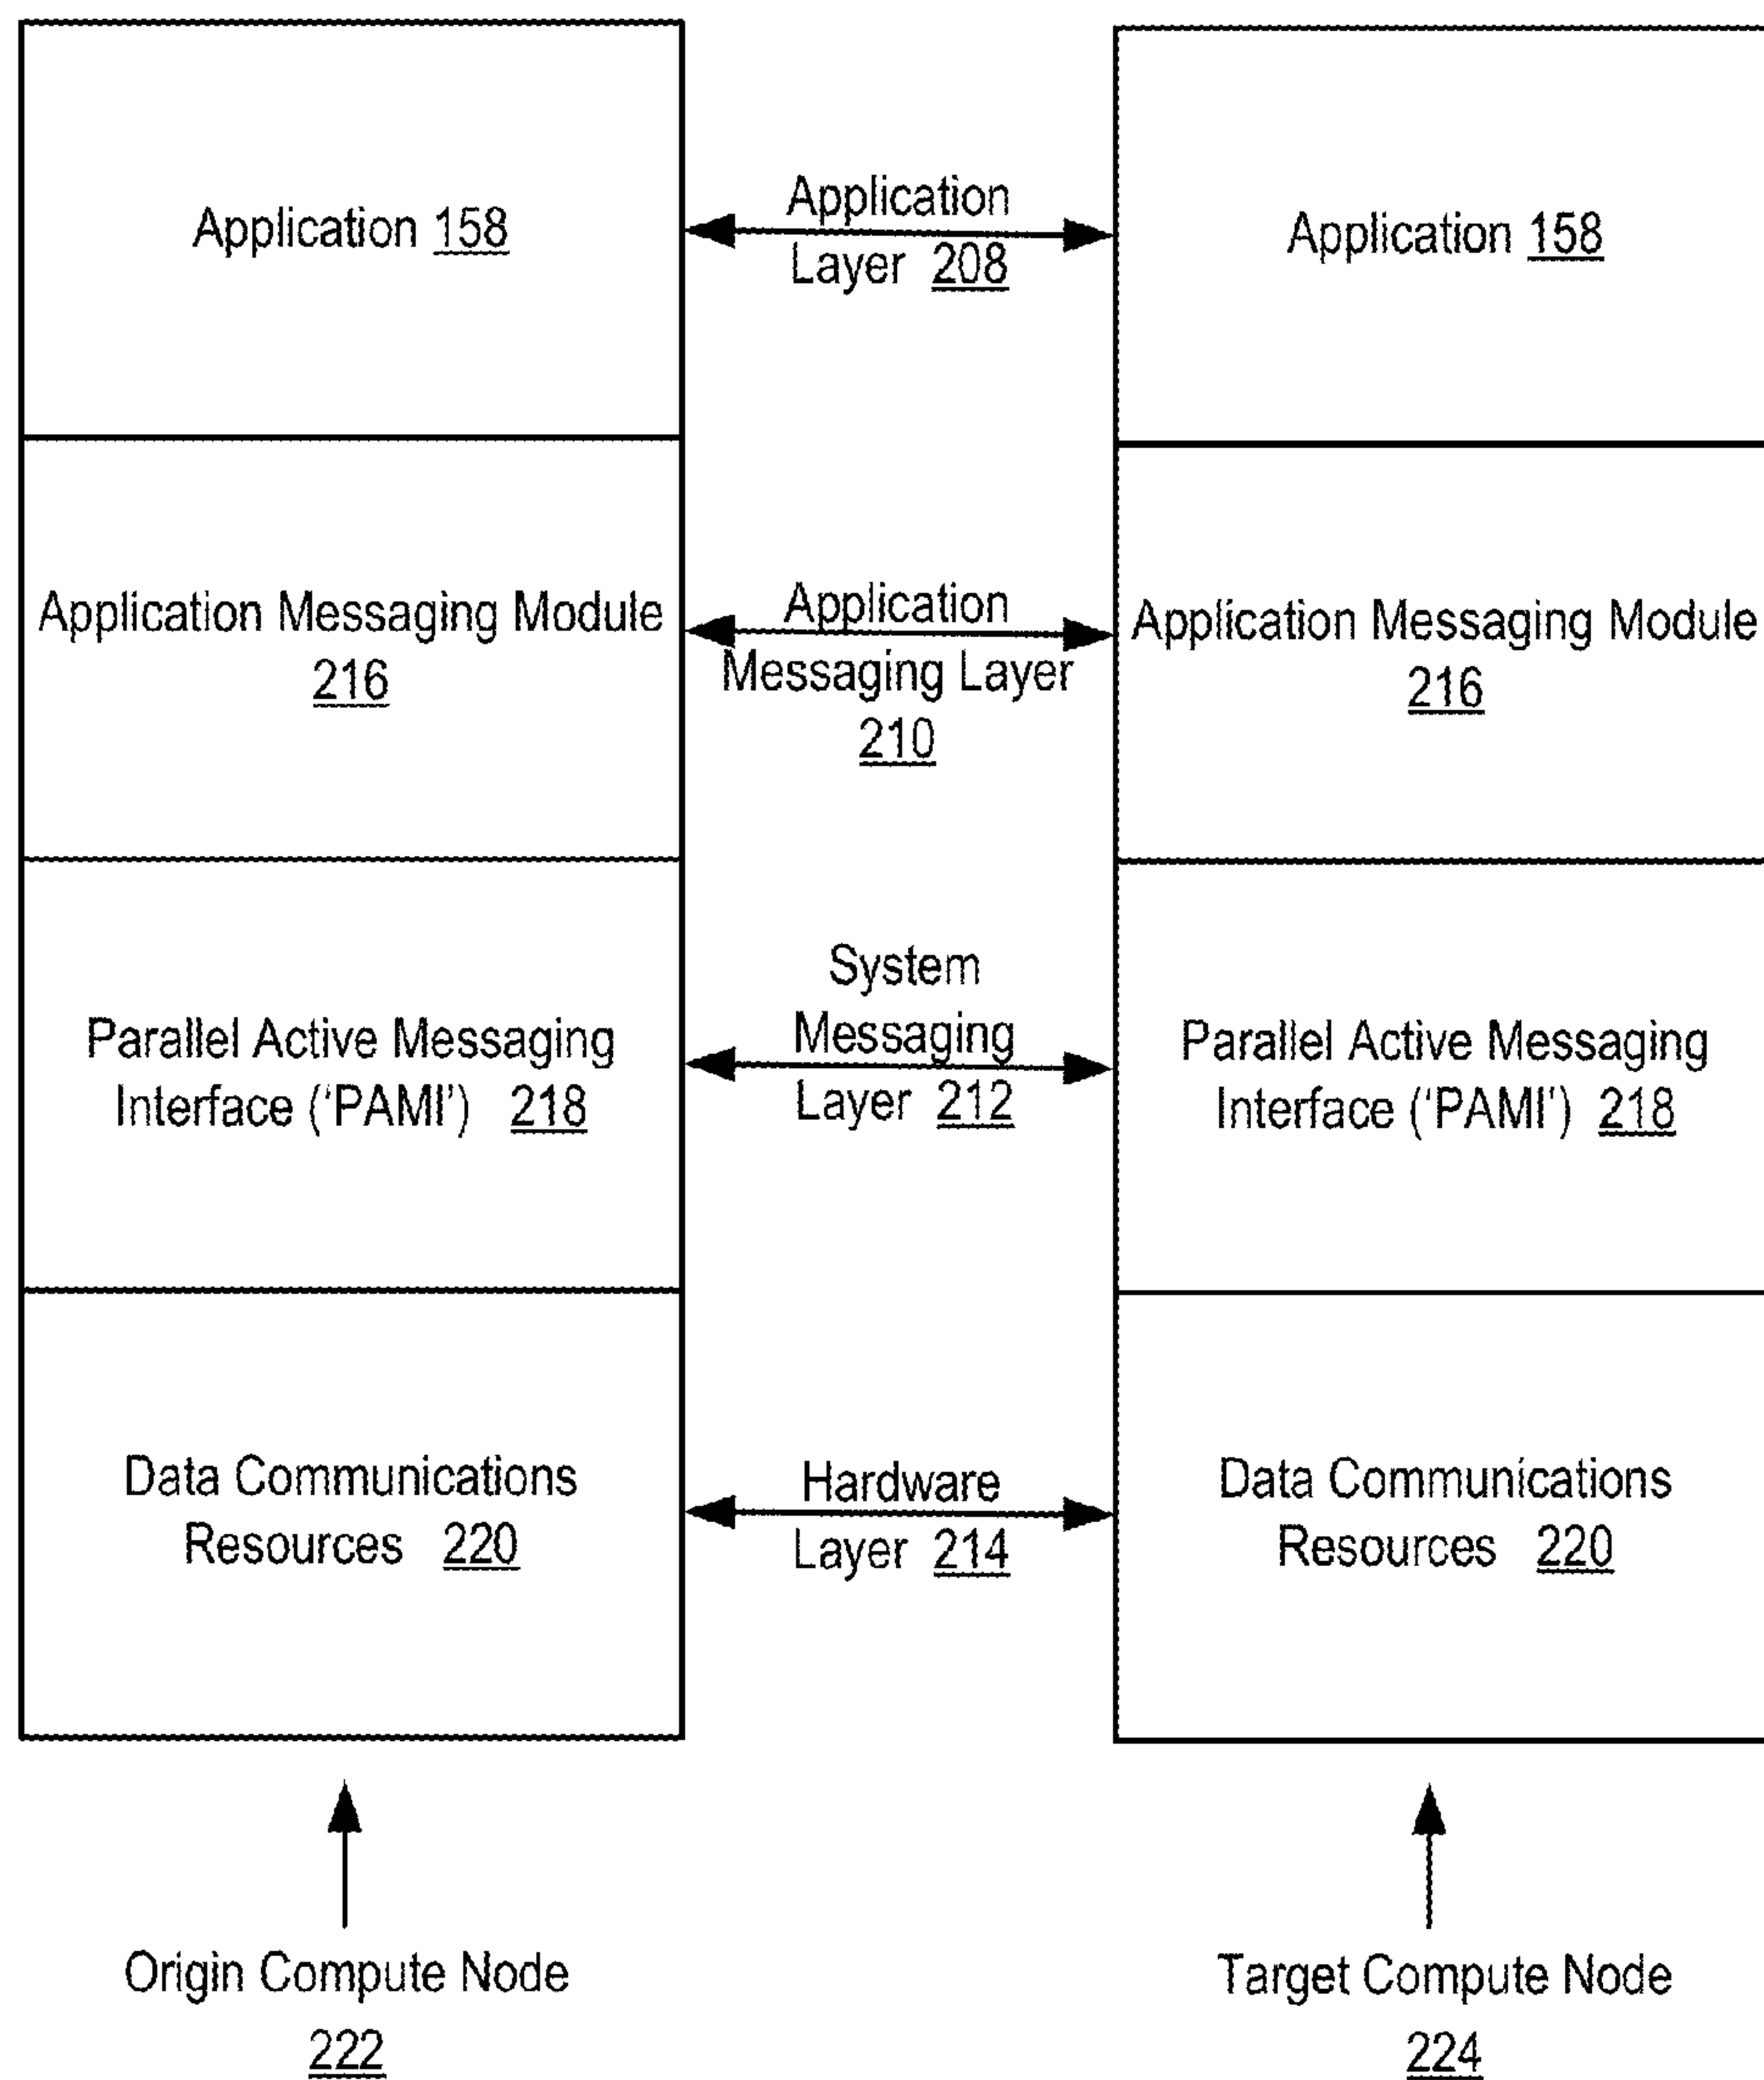 Application 158
Application
Layer 208
Application 158
Application Messaging Module
216
Application
Messaging Layer
210
Application Messaging Module
216
Parallel Active Messaging
Interface (‘PAMI’) 218
System
Messaging
Layer 212
Parallel Active Messaging
Interface (‘PAMI’) 218
Data Communications
Resources 220
Hardware
Layer 214
Data Communications
Resources 220
Origin Compute Node
222
Target Compute Node
224